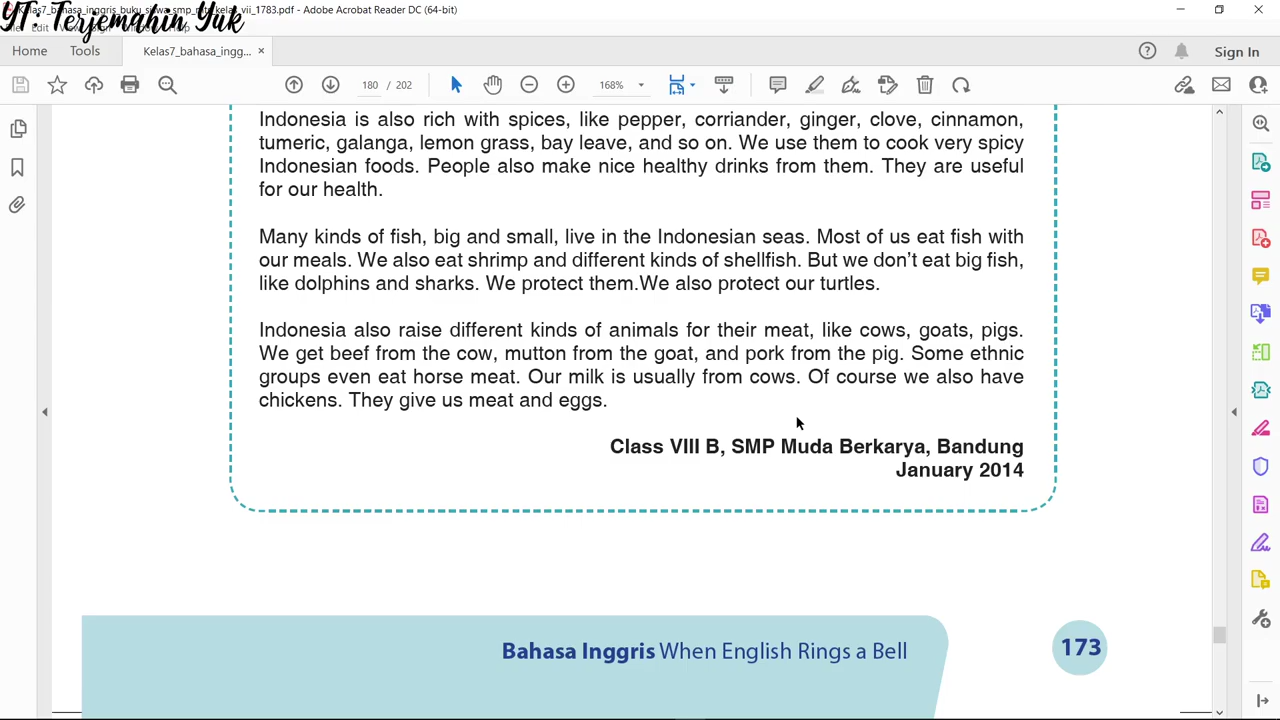 YT: Terjemahin Yuk
bahasa_inggris_buku_siswa_smp_mts_kelas_vii_1783.pdf - Adobe Acrobat Reader DC (64-bit)
Home Tools Kelas7_bahasa_ingg... × Sign In
180 / 202 168%
Indonesia is also rich with spices, like pepper, corriander, ginger, clove, cinnamon,
tumeric, galanga, lemon grass, bay leave, and so on. We use them to cook very spicy
Indonesian foods. People also make nice healthy drinks from them. They are useful
for our health.
Many kinds of fish, big and small, live in the Indonesian seas. Most of us eat fish with
our meals. We also eat shrimp and different kinds of shellfish. But we don't eat big fish,
like dolphins and sharks. We protect them.We also protect our turtles.
Indonesia also raise different kinds of animals for their meat, like cows, goats, pigs.
We get beef from the cow, mutton from the goat, and pork from the pig. Some ethnic
groups even eat horse meat. Our milk is usually from cows. Of course we also have
chickens. They give us meat and eggs.
Class VIII B, SMP Muda Berkarya, Bandung
January 2014
Bahasa Inggris When English Rings a Bell 173